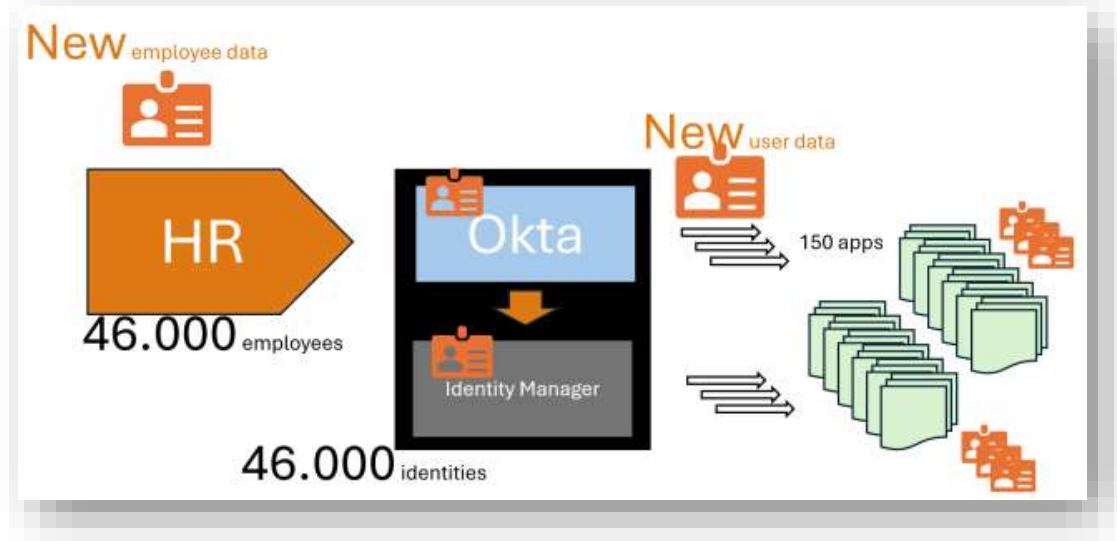 New employee data
New user data
HR
Okta
150 apps
46.000 employees
Identity Manager
46.000 identities